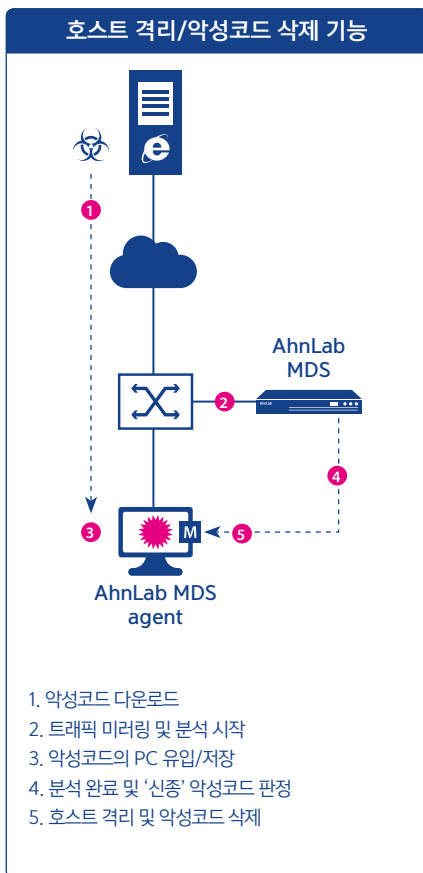 호스트 격리/악성코드 삭제 기능
e
1
AhnLab
MDS
2
4
3
M
5
AhnLab MDS
agent
1. 악성코드 다운로드
2. 트래픽 미러링 및 분석 시작
3. 악성코드의 PC 유입/저장
4. 분석 완료 및 ‘신종’ 악성코드 판정
5. 호스트 격리 및 악성코드 삭제